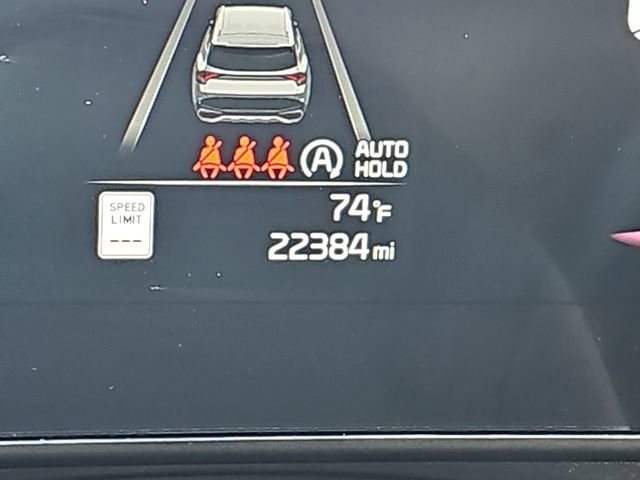 A AUTO
HOLD
SPEED
LIMIT
---
74°F
22384 mi